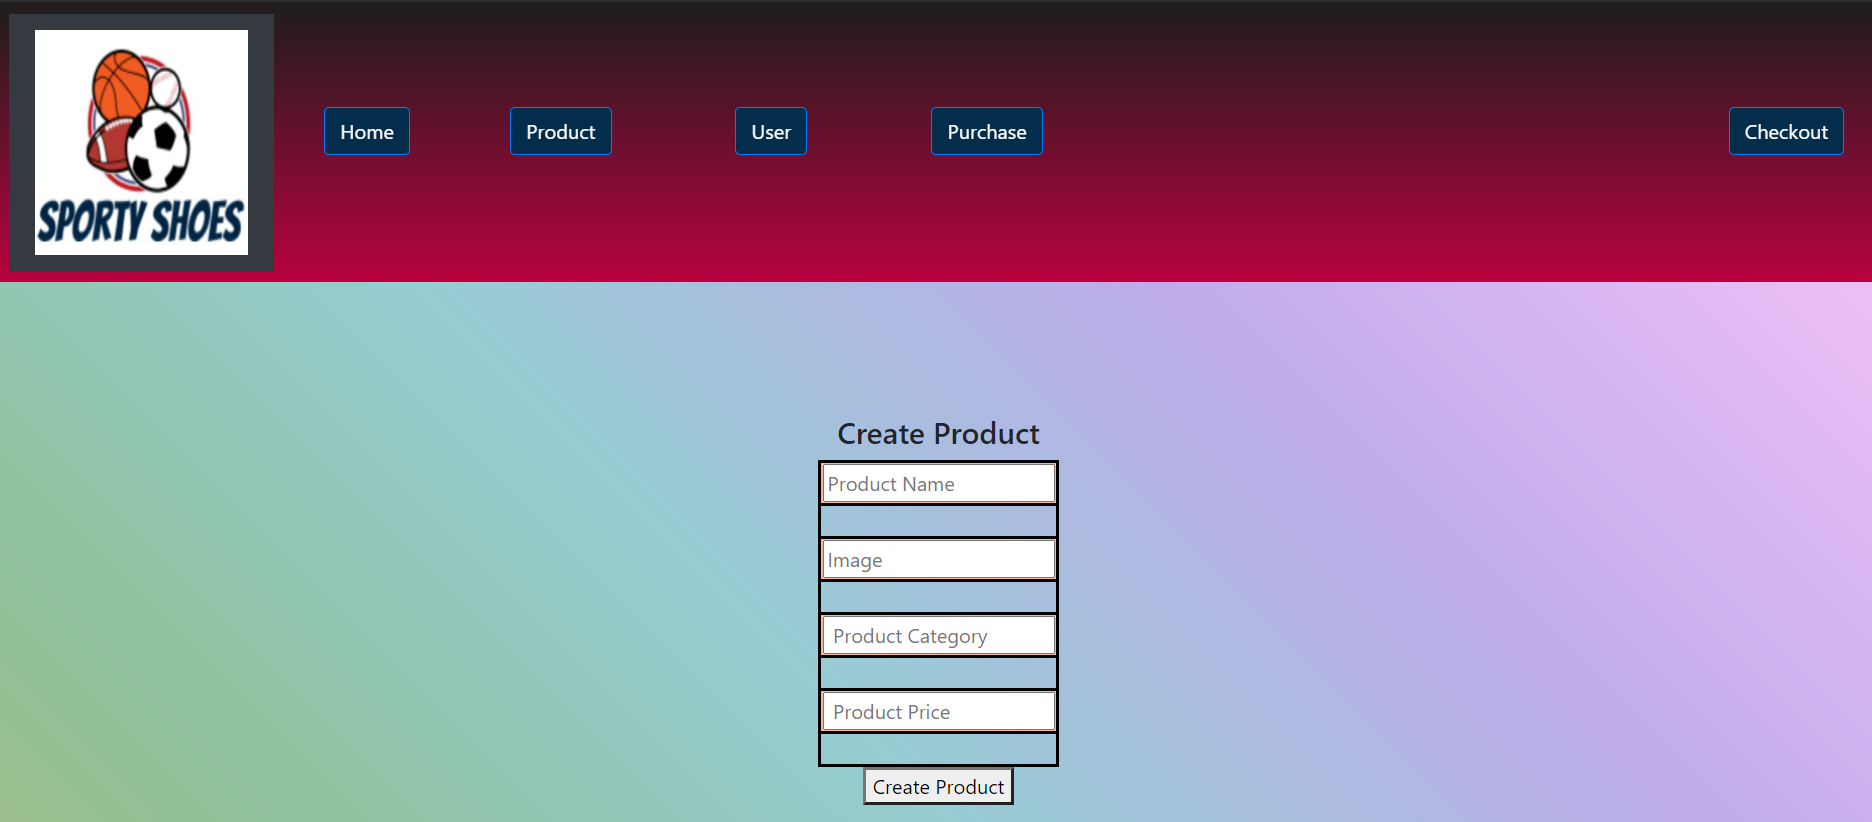 SPORTY SHOES
Home
Product
User
Purchase
Checkout
Create Product
Product Name
Image
Product Category
Product Price
Create Product